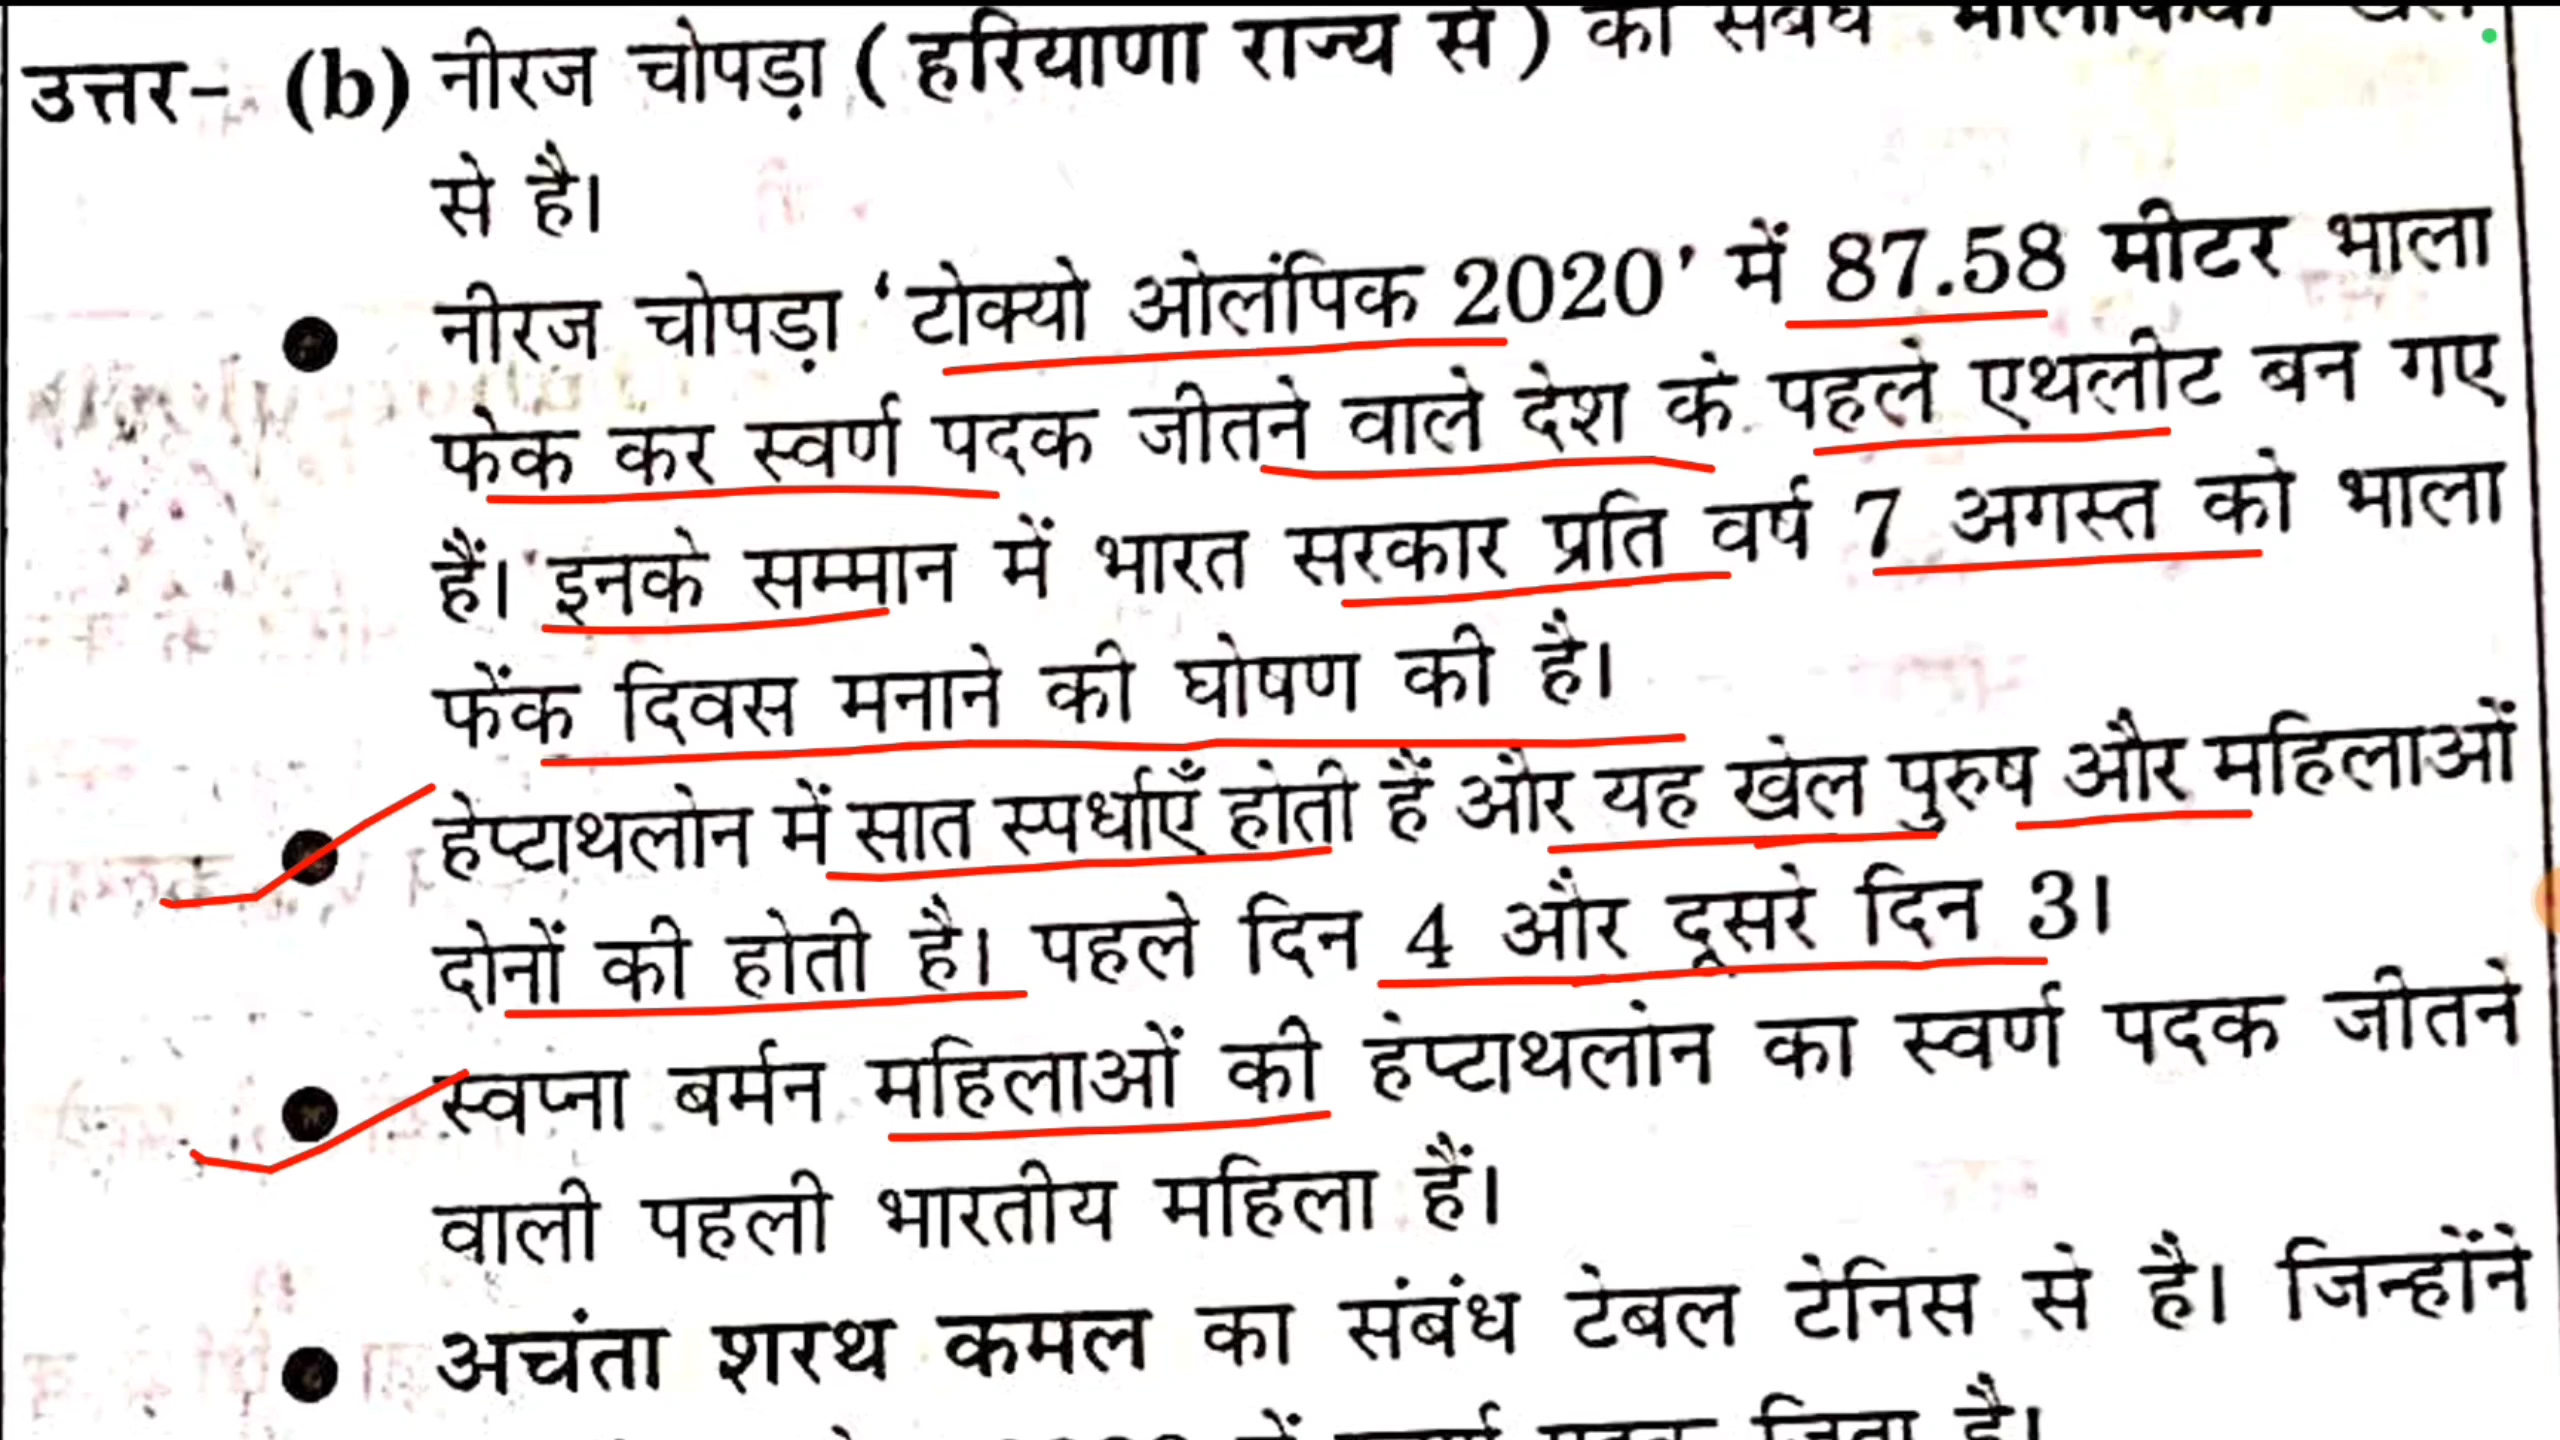 उत्तर- (b) नीरज चोपड़ा (हरियाणा राज्य से) का संबंध
से है।
● नीरज चोपड़ा 'टोक्यो ओलंपिक 2020' में 87.58 मीटर भाला
फेक कर स्वर्ण पदक जीतने वाले देश के पहले एथलीट बन गए
हैं। इनके सम्मान में भारत सरकार प्रति वर्ष 7 अगस्त को भाला
फेंक दिवस मनाने की घोषण की है।
● हेप्टाथलोन में सात स्पर्धाएँ होती हैं और यह खेल पुरुष और महिलाओं
दोनों की होती है। पहले दिन 4 और दूसरे दिन 3।
● स्वप्ना बर्मन महिलाओं की हेप्टाथलोन का स्वर्ण पदक जीतने
वाली पहली भारतीय महिला हैं।
● अचंता शरथ कमल का संबंध टेबल टेनिस से है। जिन्होंने
में स्वर्ण पदक जिता है।